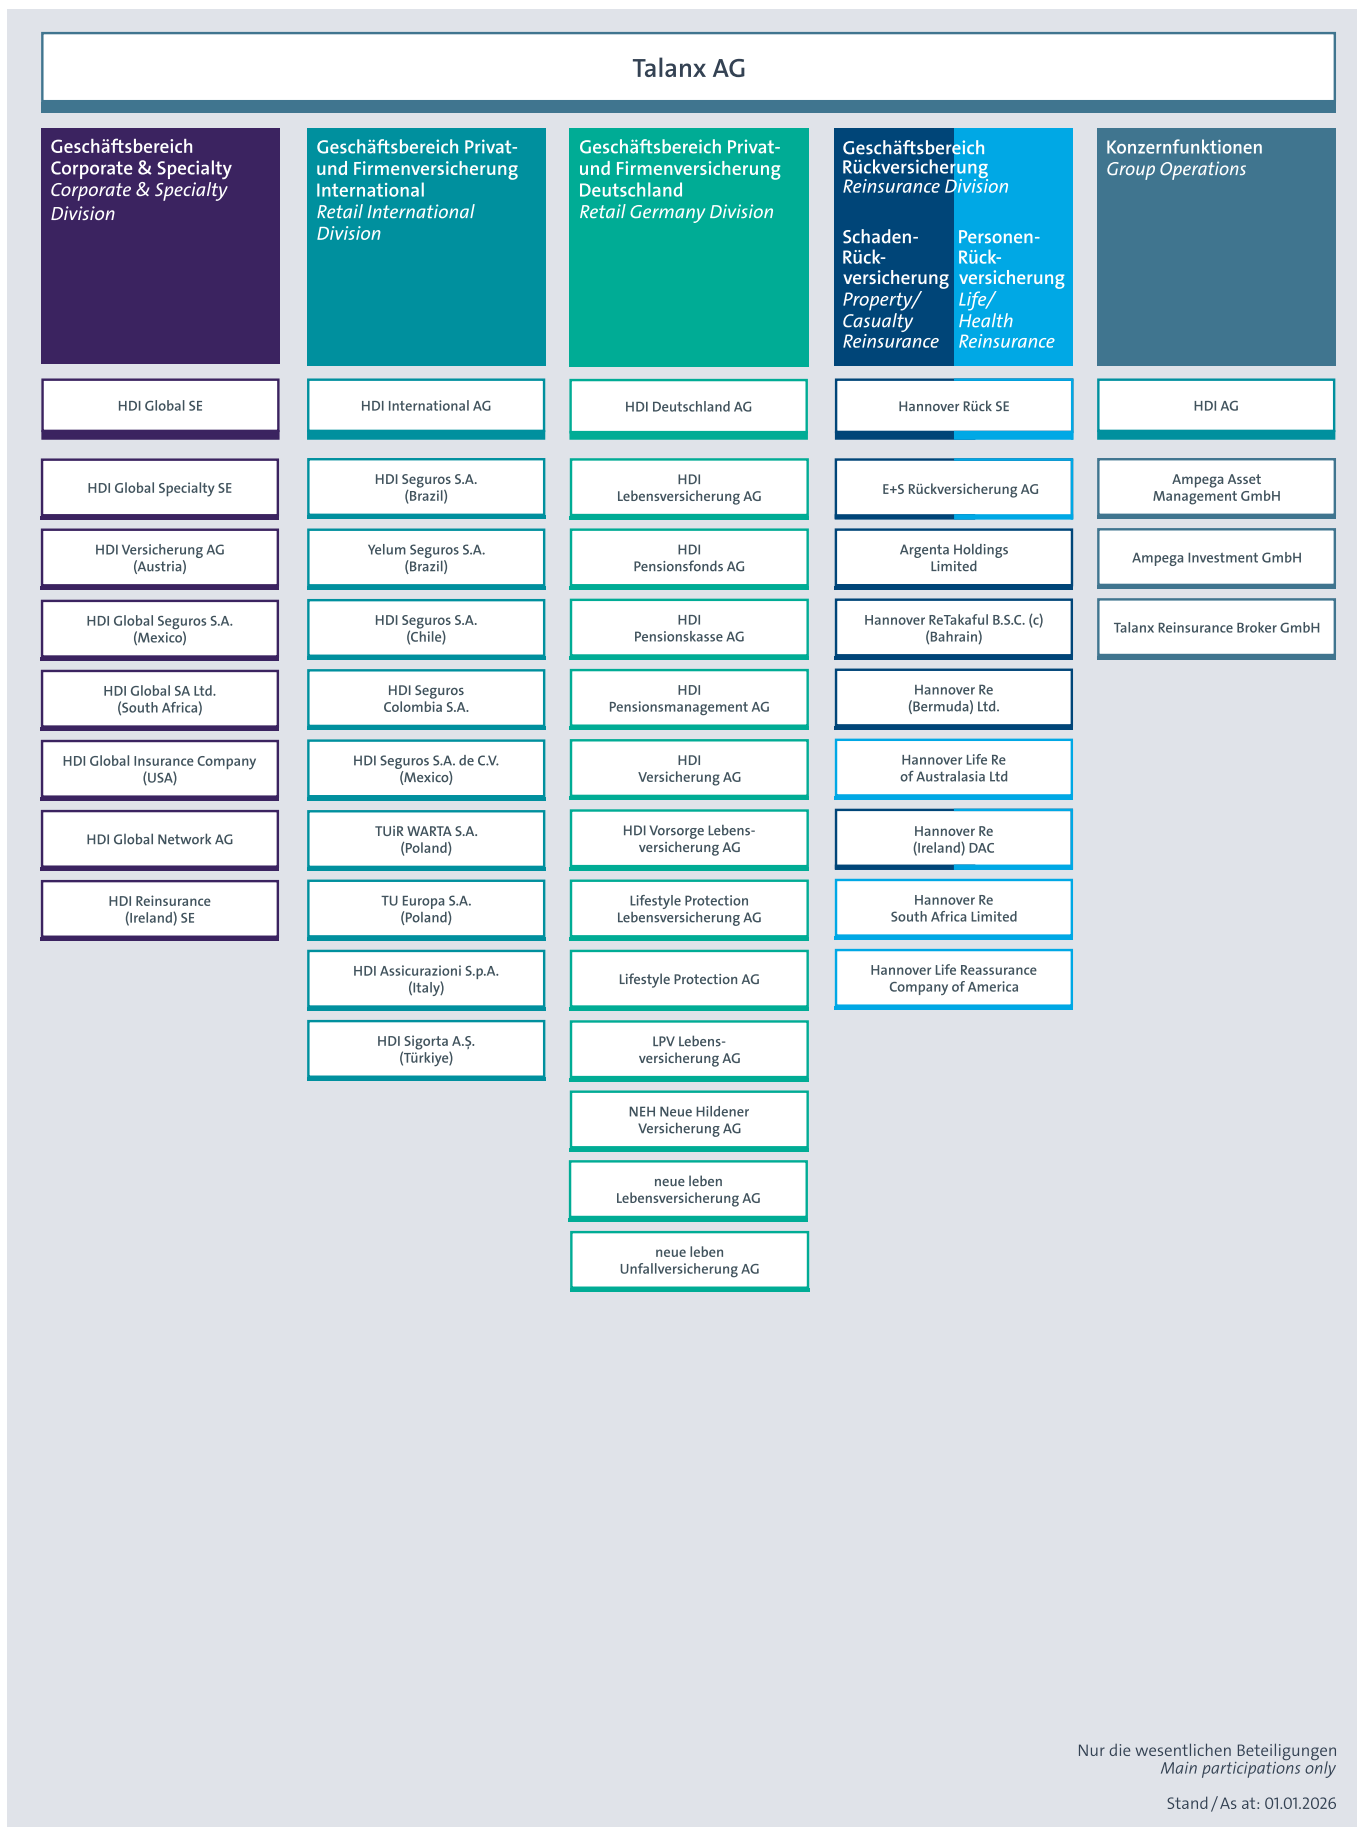 Talanx AG
Geschäftsbereich
Corporate & Specialty
Corporate & Specialty
Division
Geschäftsbereich Privat-
und Firmenversicherung
International
Retail International
Division
Geschäftsbereich Privat-
und Firmenversicherung
Deutschland
Retail Germany Division
Geschäftsbereich
Rückversicherung
Reinsurance Division
Schaden-
Rück-
versicherung
Property/
Casualty
Reinsurance
Personen-
Rück-
versicherung
Life/
Health
Reinsurance
Konzernfunktionen
Group Operations
HDI Global SE
HDI Global Specialty SE
HDI Versicherung AG
(Austria)
HDI Global Seguros S.A.
(Mexico)
HDI Global SA Ltd.
(South Africa)
HDI Global Insurance Company
(USA)
HDI Global Network AG
HDI Reinsurance
(Ireland) SE
HDI International AG
HDI Seguros S.A.
(Brazil)
Yelum Seguros S.A.
(Brazil)
HDI Seguros S.A.
(Chile)
HDI Seguros
Colombia S.A.
HDI Seguros S.A. de C.V.
(Mexico)
TUiR WARTA S.A.
(Poland)
TU Europa S.A.
(Poland)
HDI Assicurazioni S.p.A.
(Italy)
HDI Sigorta A.Ş.
(Türkiye)
HDI Deutschland AG
HDI
Lebensversicherung AG
HDI
Pensionsfonds AG
HDI
Pensionskasse AG
HDI
Pensionsmanagement AG
HDI
Versicherung AG
HDI Vorsorge Lebens-
versicherung AG
Lifestyle Protection
Lebensversicherung AG
Lifestyle Protection AG
LPV Lebens-
versicherung AG
NEH Neue Hildener
Versicherung AG
neue leben
Lebensversicherung AG
neue leben
Unfallversicherung AG
Hannover Rück SE
E+S Rückversicherung AG
Argenta Holdings
Limited
Hannover ReTakaful B.S.C. (c)
(Bahrain)
Hannover Re
(Bermuda) Ltd.
Hannover Life Re
of Australasia Ltd
Hannover Re
(Ireland) DAC
Hannover Re
South Africa Limited
Hannover Life Reassurance
Company of America
HDI AG
Ampega Asset
Management GmbH
Ampega Investment GmbH
Talanx Reinsurance Broker GmbH
Nur die wesentlichen Beteiligungen
Main participations only
Stand / As at: 01.01.2026